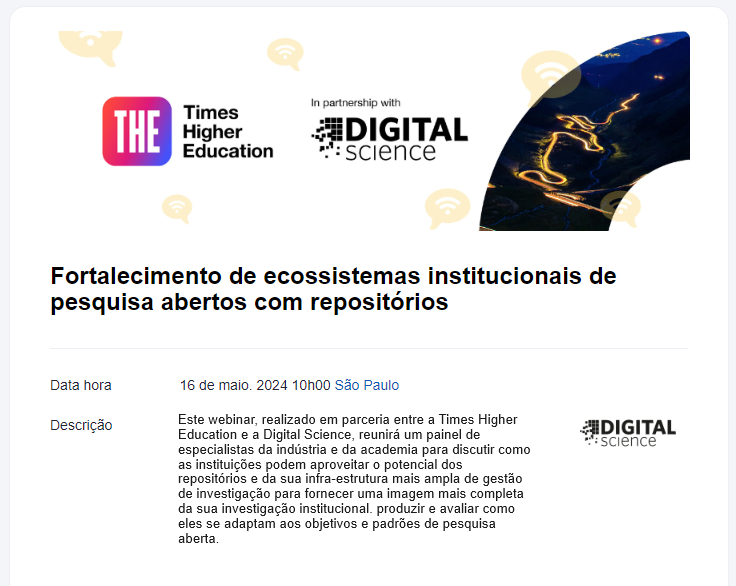 THE
Times
Higher
Education
In partnership with
DIGITAL
science
Fortalecimento de ecossistemas institucionais de
pesquisa abertos com repositórios
Data hora
16 de maio. 2024 10h00 São Paulo
Descrição
Este webinar, realizado em parceria entre a Times Higher
Education e a Digital Science, reunirá um painel de
especialistas da indústria e da academia para discutir como
as instituições podem aproveitar o potencial dos
repositórios e da sua infra-estrutura mais ampla de gestão
de investigação para fornecer uma imagem mais completa
da sua investigação institucional. produzir e avaliar como
eles se adaptam aos objetivos e padrões de pesquisa
aberta.
DIGITAL
science